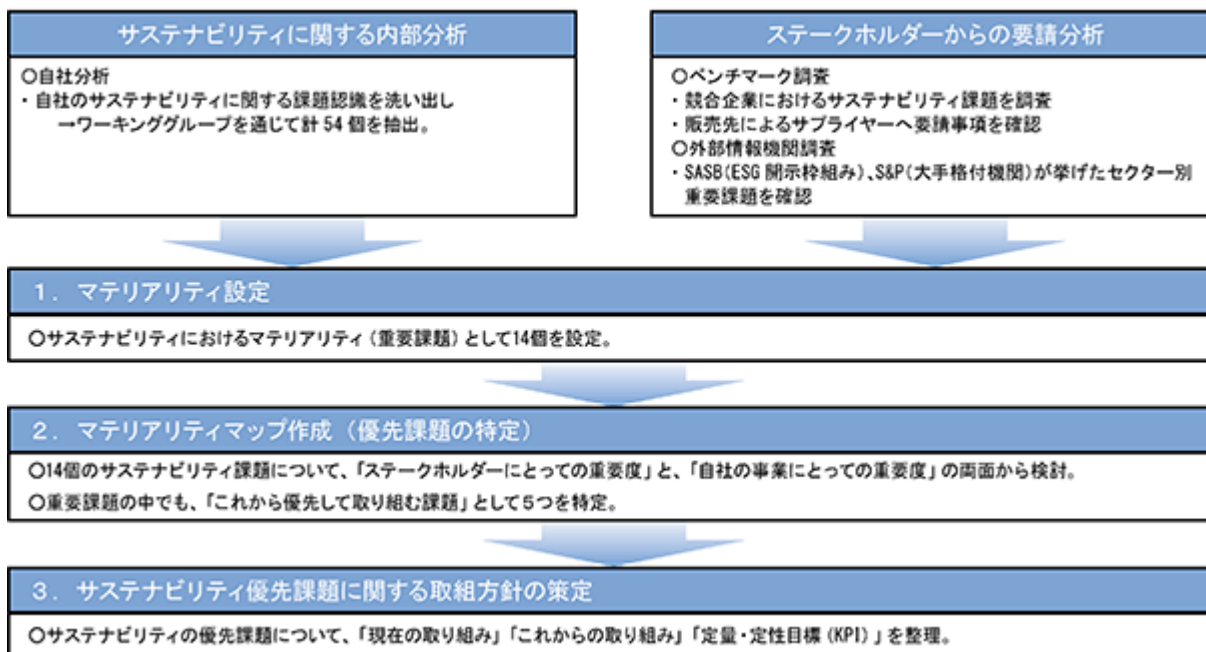 サステナビリティに関する内部分析
〇自社分析
・自社のサステナビリティに関する課題認識を洗い出し
→ワーキンググループを通じて計54個を抽出。
ステークホルダーからの要請分析
〇ベンチマーク調査
・競合企業におけるサステナビリティ課題を調査
・販売先によるサプライヤーへ要請事項を確認
〇外部情報機関調査
・SASB(ESG開示枠組み)、S&P(大手格付機関)が挙げたセクター別
重要課題を確認
１．マテリアリティ設定
〇サステナビリティにおけるマテリアリティ（重要課題）として14個を設定。
２．マテリアリティマップ作成（優先課題の特定）
〇14個のサステナビリティ課題について、「ステークホルダーにとっての重要度」と、「自社の事業にとっての重要度」の両面から検討。
〇重要課題の中でも、「これから優先して取り組む課題」として５つを特定。
３．サステナビリティ優先課題に関する取組方針の策定
〇サステナビリティの優先課題について、「現在の取り組み」「これからの取り組み」「定量・定性目標（KPI）」を整理。